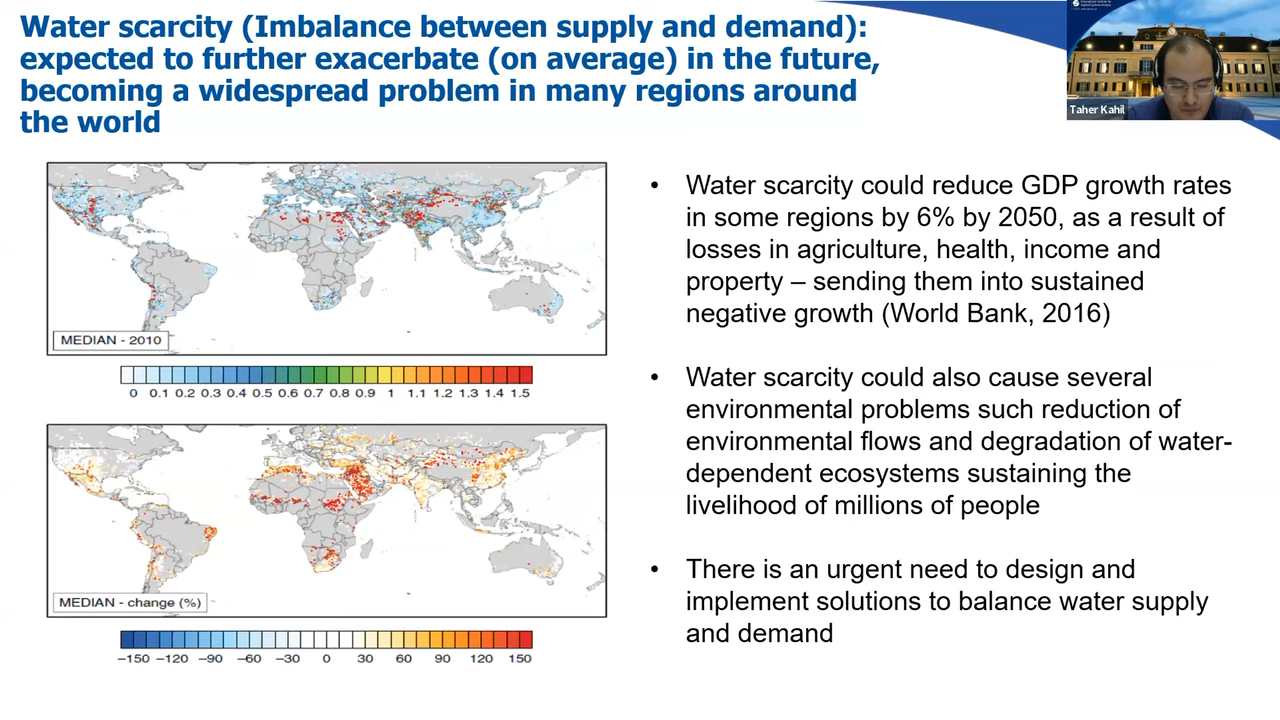 Water scarcity (Imbalance between supply and demand):
expected to further exacerbate (on average) in the future,
becoming a widespread problem in many regions around
the world
Taher Kahil
MEDIAN - 2010
0 0.1 0.2 0.3 0.4 0.5 0.6 0.7 0.8 0.9 1 1.1 1.2 1.3 1.4 1.5
MEDIAN - change (%)
−150 −120 −90 −60 −30 0 30 60 90 120 150
• Water scarcity could reduce GDP growth rates
in some regions by 6% by 2050, as a result of
losses in agriculture, health, income and
property – sending them into sustained
negative growth (World Bank, 2016)
• Water scarcity could also cause several
environmental problems such reduction of
environmental flows and degradation of water-
dependent ecosystems sustaining the
livelihood of millions of people
• There is an urgent need to design and
implement solutions to balance water supply
and demand